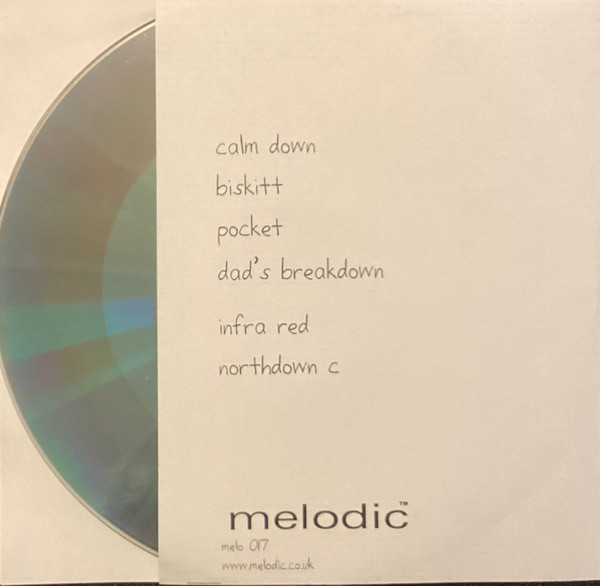 calm down
biskitt
pocket
dad's breakdown
infra red
northdown c
melodic™
melo 017
www.melodic.co.uk